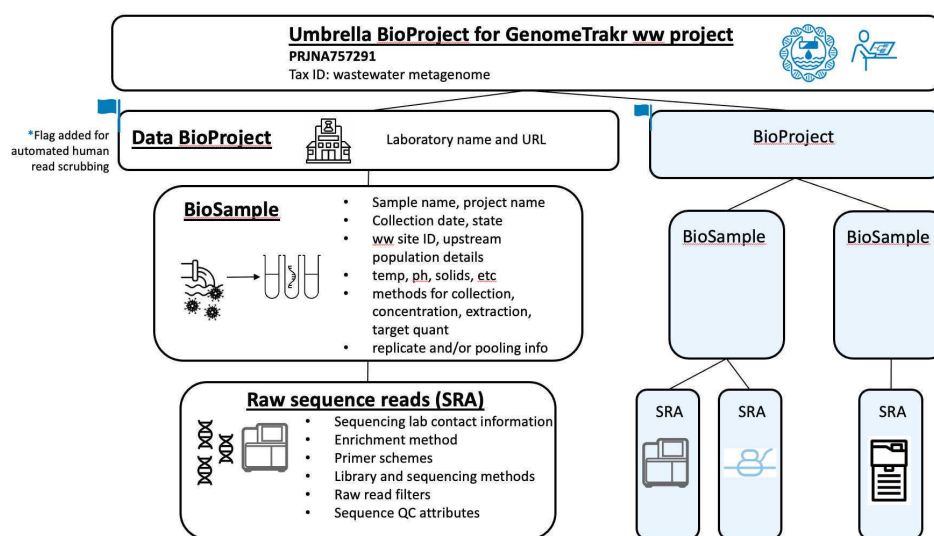 Umbrella BioProject for GenomeTrakr ww project
PRJNA757291
Tax ID: wastewater metagenome
*Flag added for
automated human
read scrubbing
Data BioProject
Laboratory name and URL
BioProject
BioSample
• Sample name, project name
• Collection date, state
• ww site ID, upstream
population details
• temp, ph, solids, etc
• methods for collection,
concentration, extraction,
target quant
• replicate and/or pooling info
BioSample
BioSample
Raw sequence reads (SRA)
• Sequencing lab contact information
• Enrichment method
• Primer schemes
• Library and sequencing methods
• Raw read filters
• Sequence QC attributes
SRA
SRA
SRA